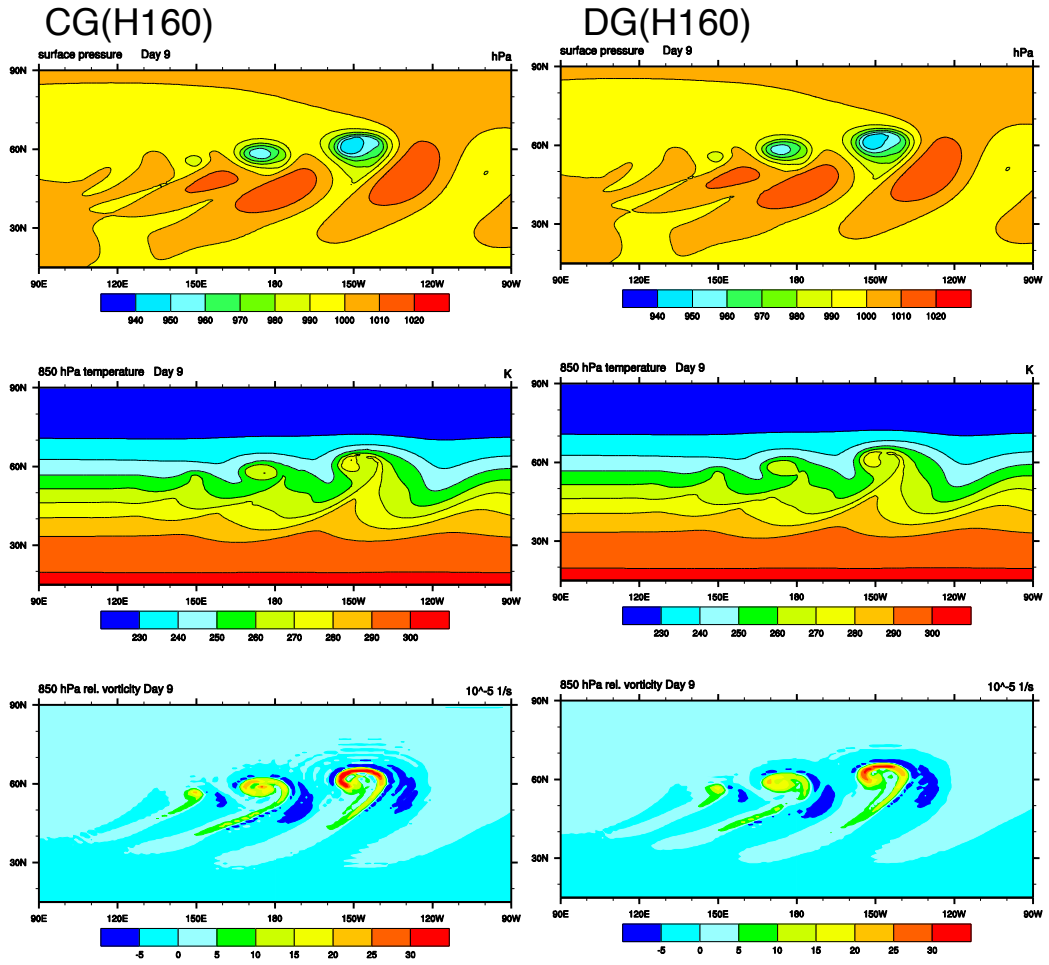 CG(H160) DG(H160)
surface pressure Day 9 hPa surface pressure Day 9 hPa
90N 90N
60N 60N
30N 30N
90E 120E 150E 180 150W 120W 90W 90E 120E 150E 180 150W 120W 90W
940 950 960 970 980 990 1000 1010 1020 940 950 960 970 980 990 1000 1010 1020
850 hPa temperature Day 9 K 850 hPa temperature Day 9 K
90N 90N
60N 60N
30N 30N
90E 120E 150E 180 150W 120W 90W 90E 120E 150E 180 150W 120W 90W
230 240 250 260 270 280 290 300 230 240 250 260 270 280 290 300
850 hPa rel. vorticity Day 9 10^-5 1/s 850 hPa rel. vorticity Day 9 10^-5 1/s
90N 90N
60N 60N
30N 30N
90E 120E 150E 180 150W 120W 90W 90E 120E 150E 180 150W 120W 90W
-5 0 5 10 15 20 25 30 -5 0 5 10 15 20 25 30